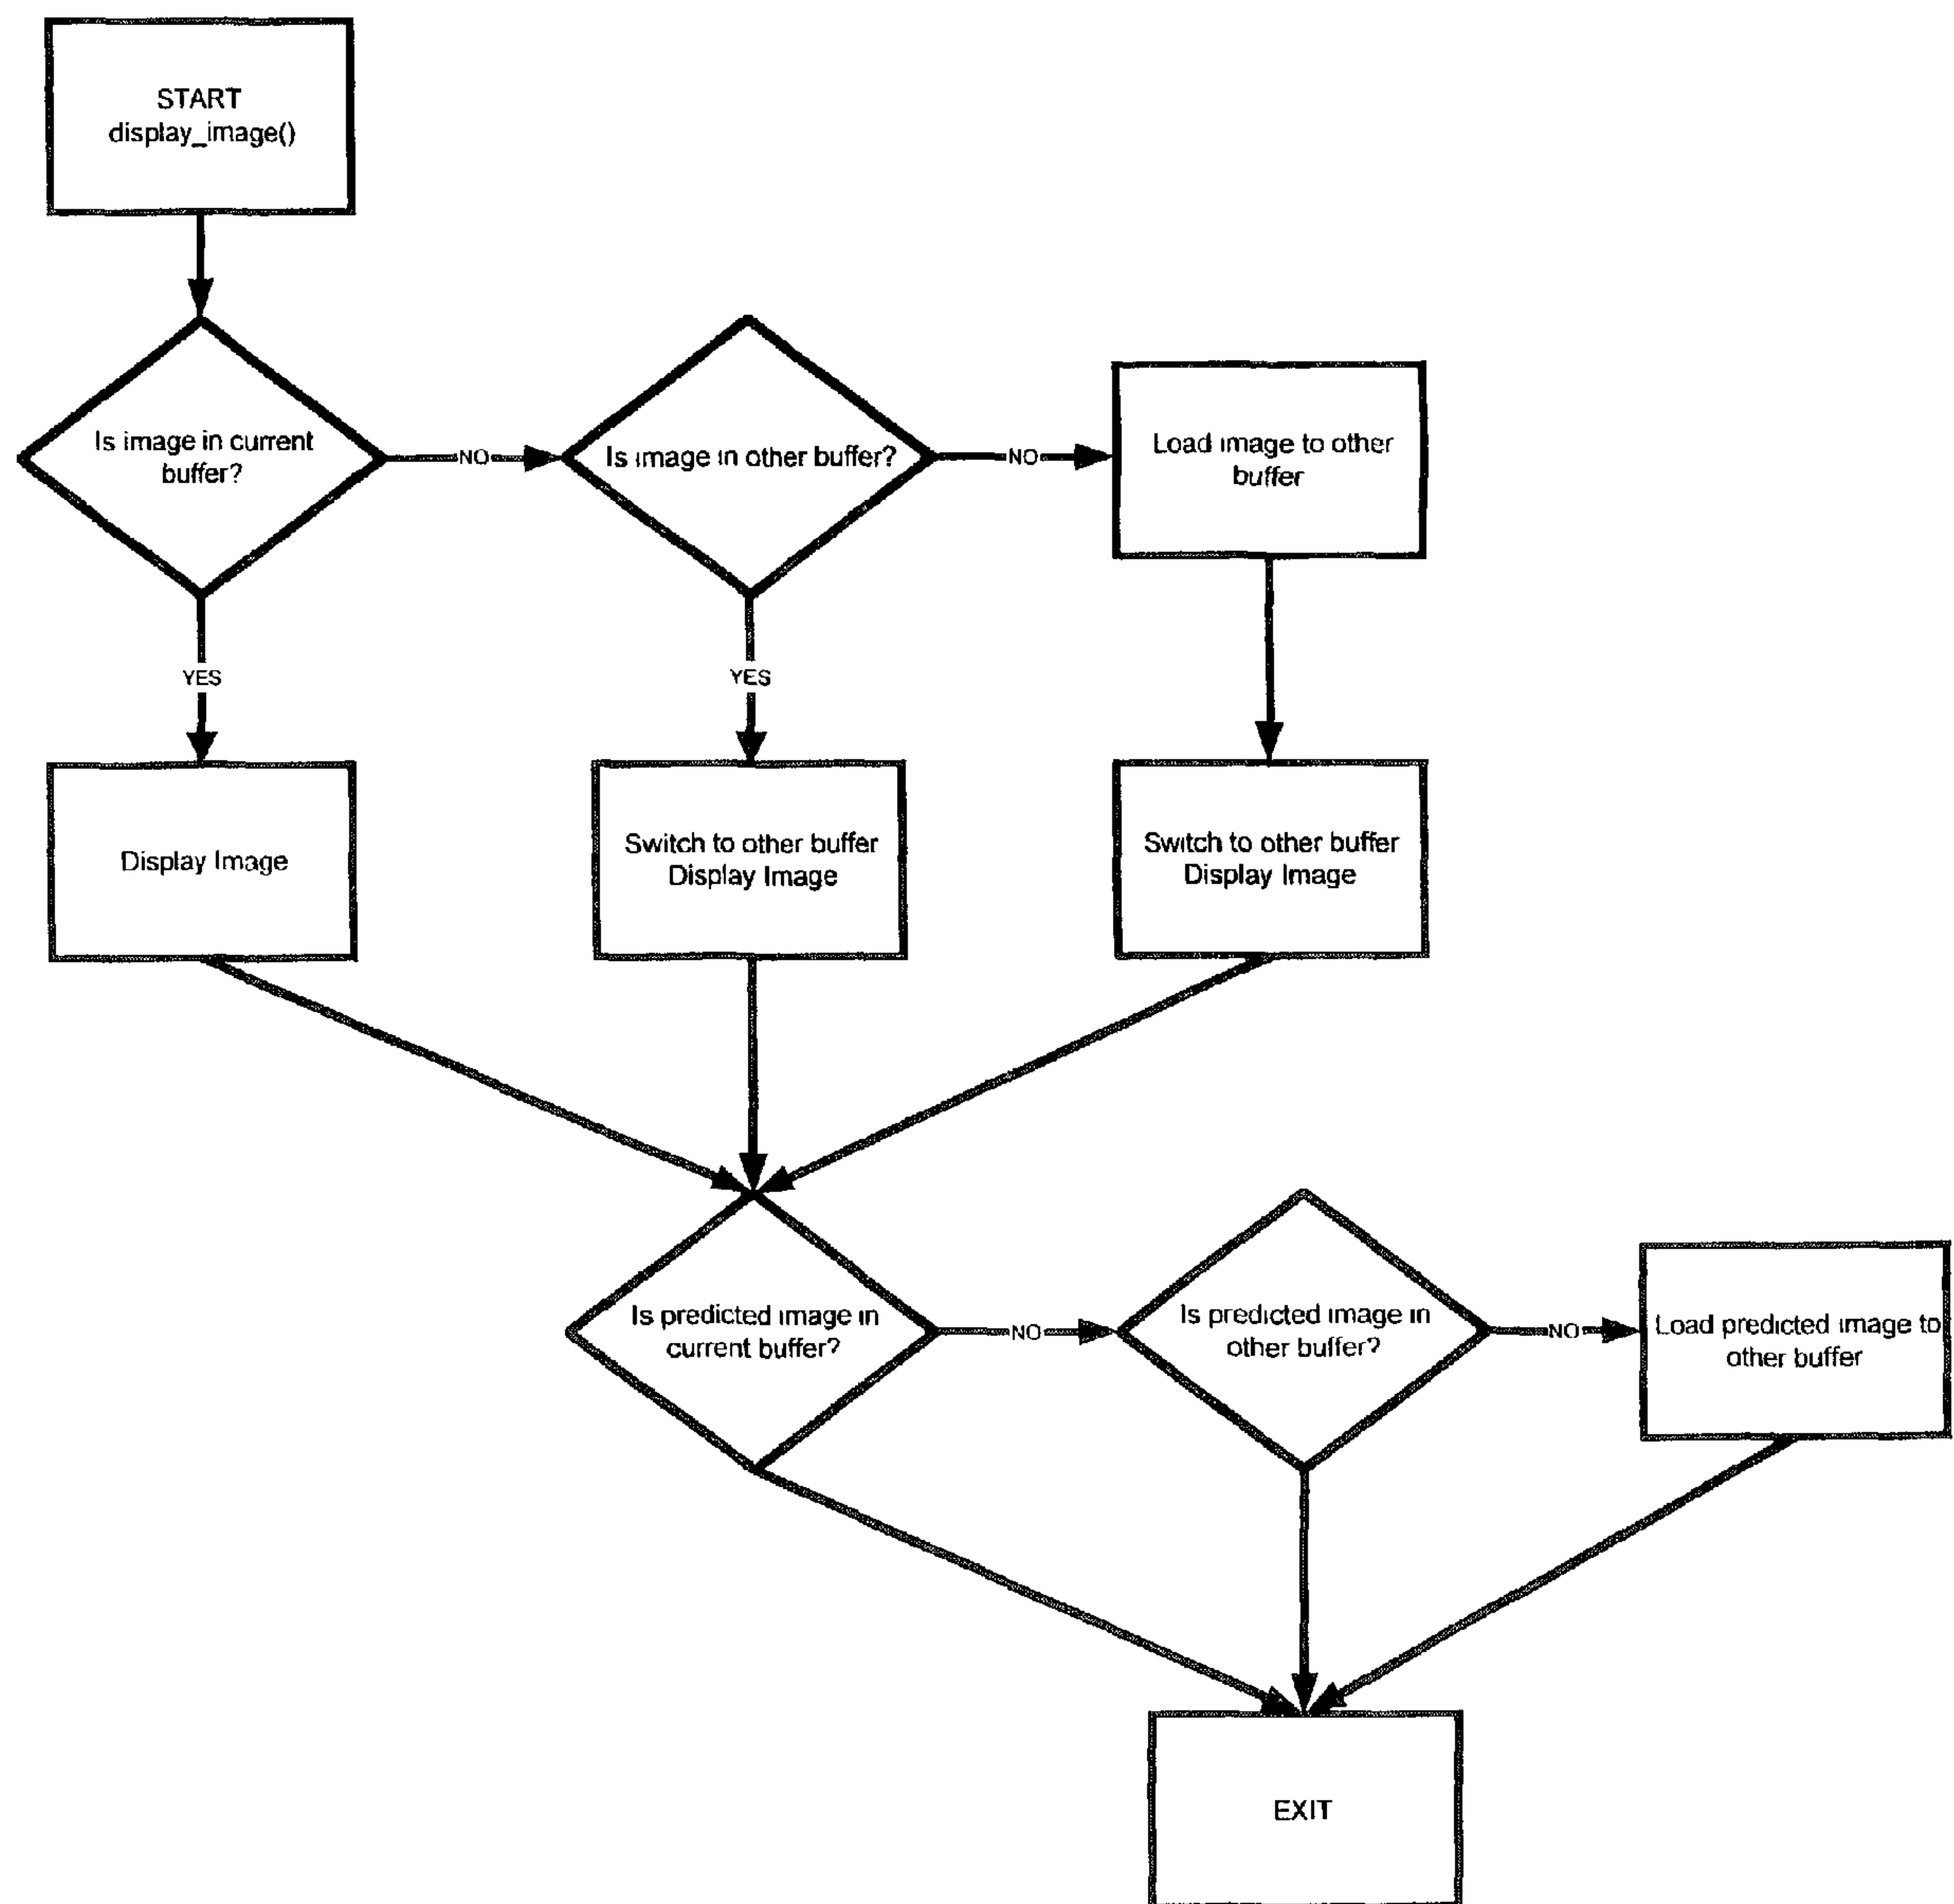 START
display_image()
Is image in current
buffer?
NO
Is image in other buffer?
NO
Load image to other
buffer
YES
YES
Display Image
Switch to other buffer
Display Image
Switch to other buffer
Display Image
Is predicted image in
current buffer?
NO
Is predicted image in
other buffer?
NO
Load predicted image to
other buffer
EXIT